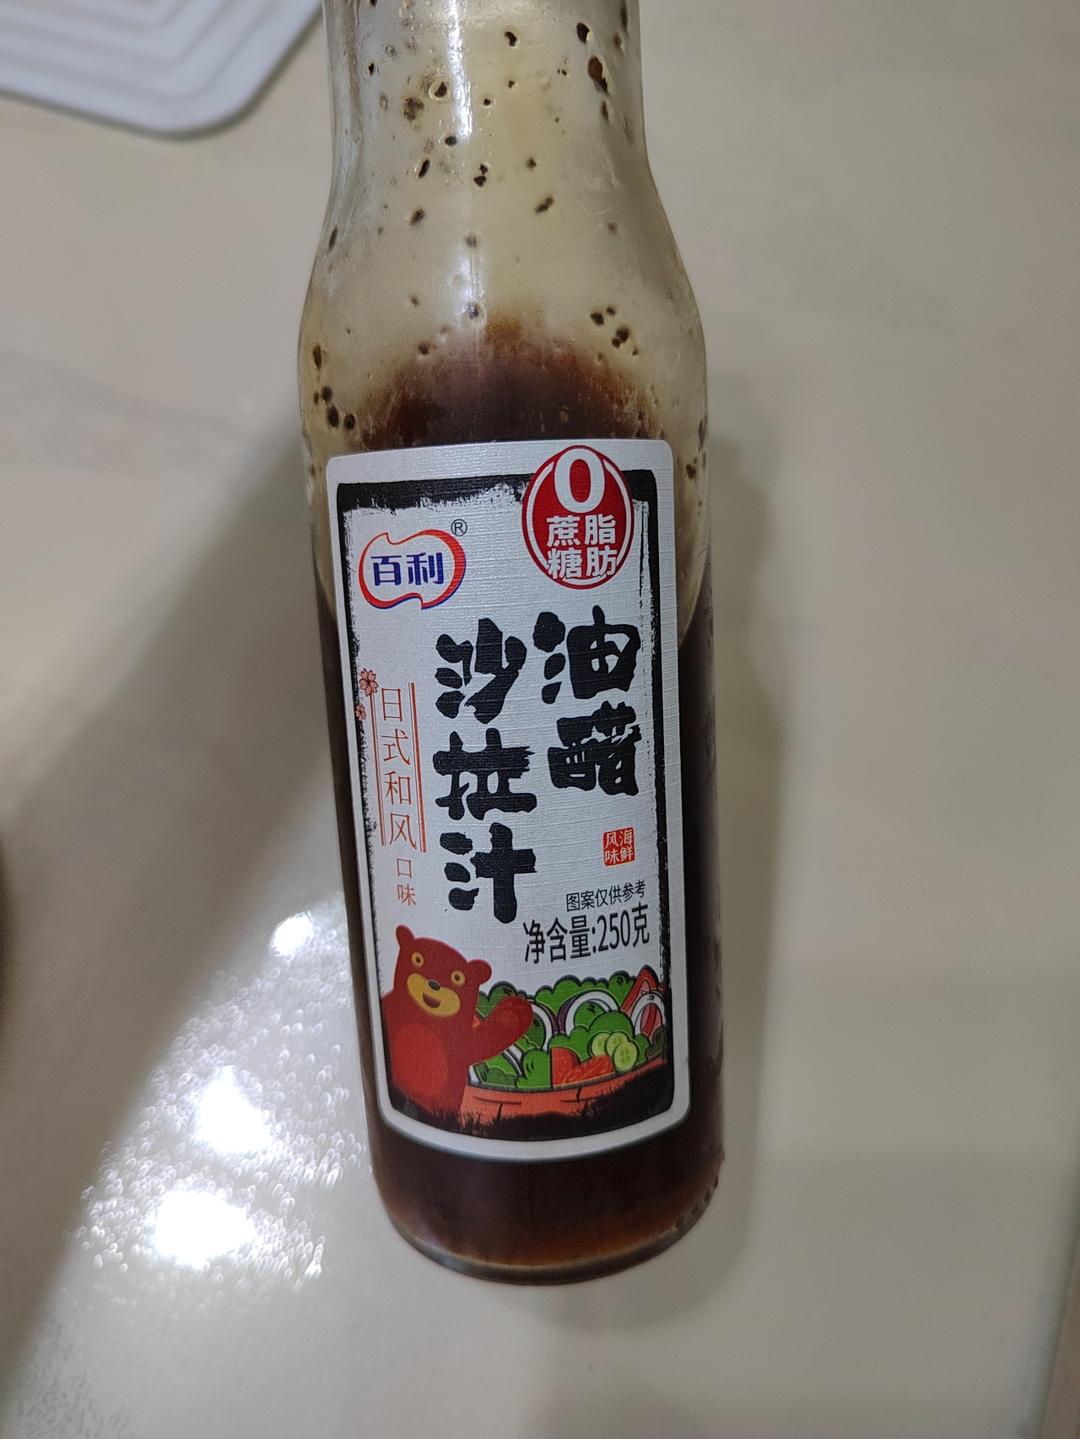 0
蔗脂
糖肪
百利®
油醋
沙拉汁
日式和风口味
海鲜
风味
图案仅供参考
净含量:250克